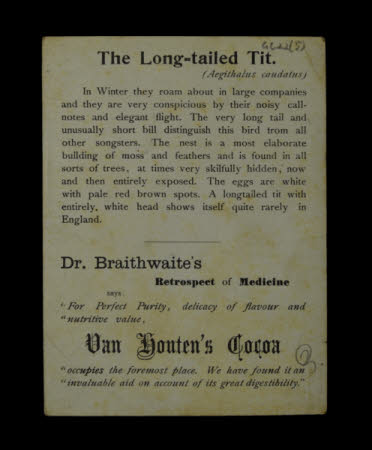 The Long-tailed Tit.
(Aegithalus caudatus)
In Winter they roam about in large companies
and they are very conspicious by their noisy call-
notes and elegant flight. The very long tail and
unusually short bill distinguish this bird trom all
other songsters. The nest is a most elaborate
building of moss and feathers and is found in all
sorts of trees, at times very skilfully hidden, now
and then entirely exposed. The eggs are white
with pale red brown spots. A longtailed tit with
entirely, white head shows itself quite rarely in
England.
Dr. Braithwaite's
Retrospect of Medicine
says:
"For Perfect Purity, delicacy of flavour and
"nutritive value,
Van Houten's Cocoa
"occupies the foremost place. We have found it an
"invaluable aid on account of its great digestibility."